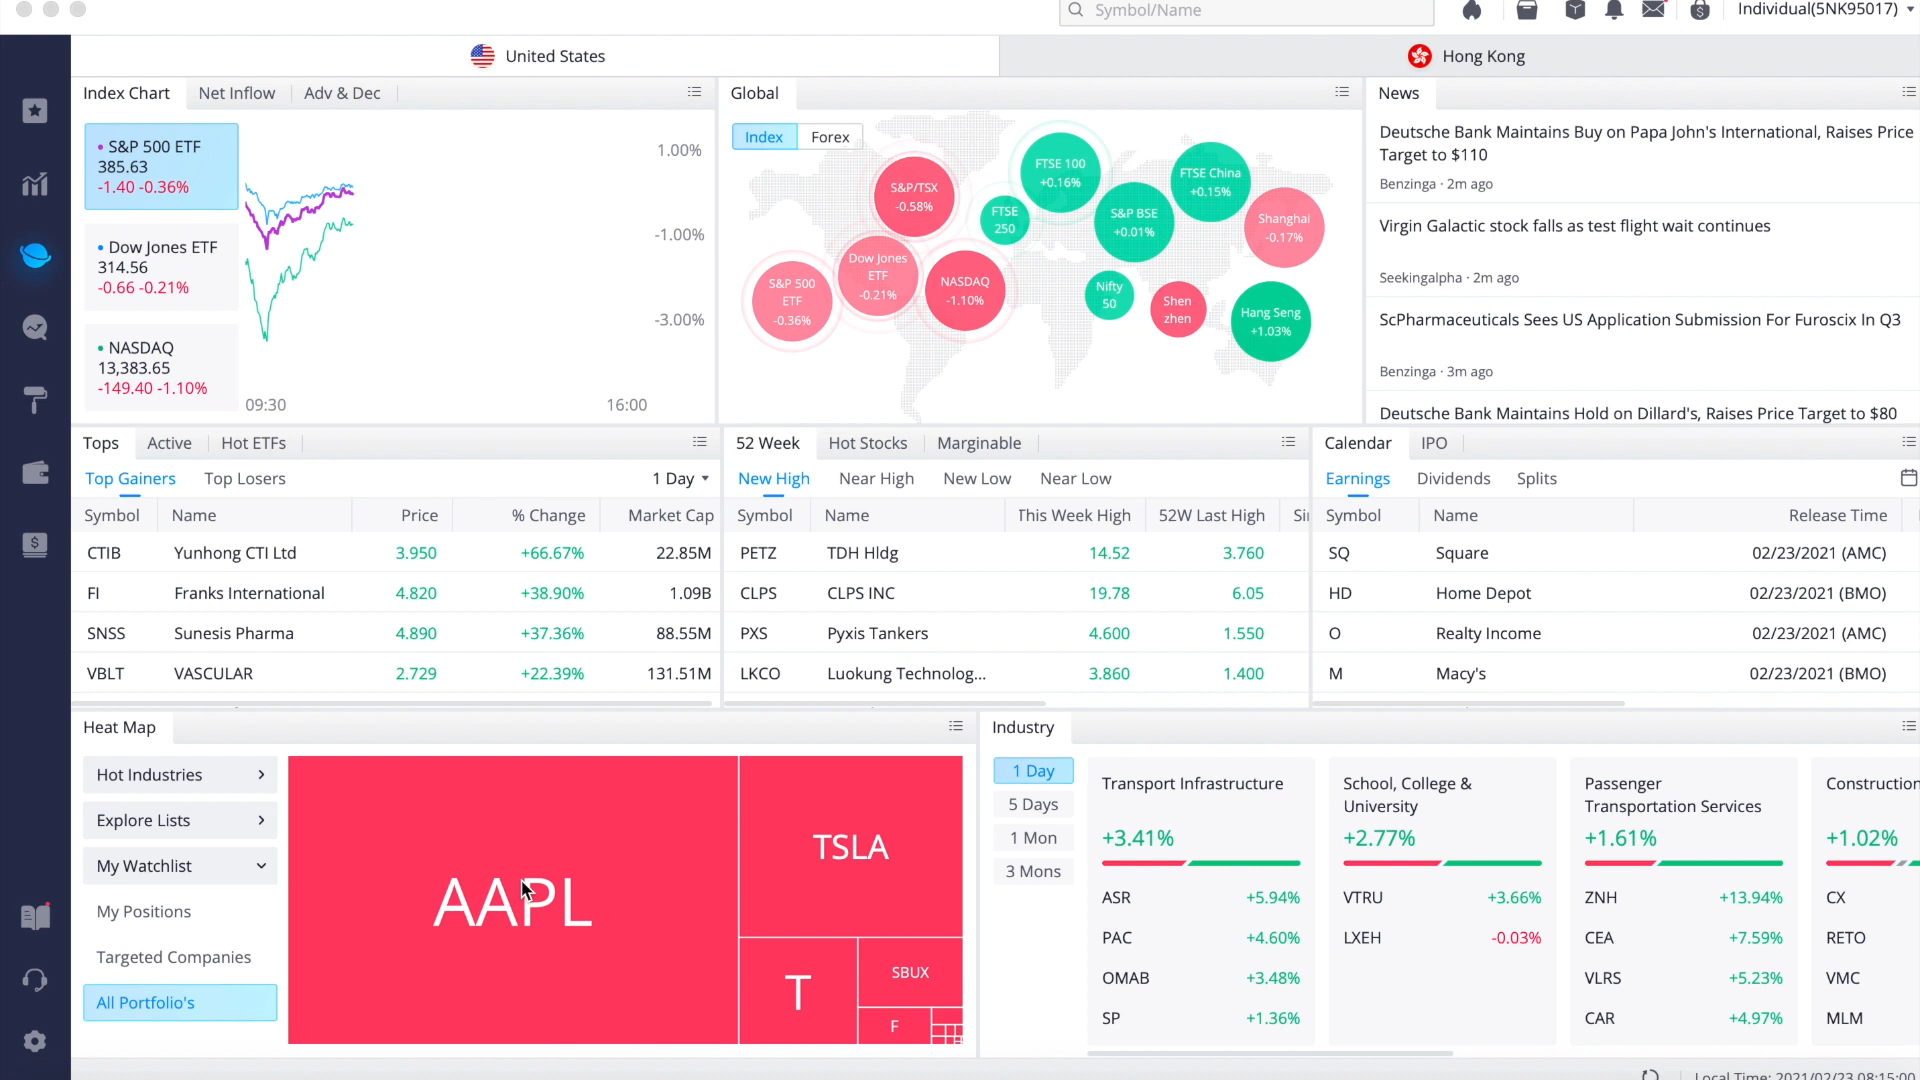 Symbol/Name
Individual(5NK95017)
United States
Hong Kong
Index Chart
Net Inflow
Adv & Dec
S&P 500 ETF
385.63
-1.40 -0.36%
Dow Jones ETF
314.56
-0.66 -0.21%
NASDAQ
13,383.65
-149.40 -1.10%
1.00%
-1.00%
-3.00%
09:30
16:00
Global
Index
Forex
S&P/TSX
-0.58%
FTSE 100
+0.16%
FTSE China
+0.15%
FTSE
250
S&P BSE
+0.01%
Shanghai
-0.17%
Dow Jones
ETF
-0.21%
S&P 500
ETF
-0.36%
NASDAQ
-1.10%
Nifty
50
Shen
zhen
Hang Seng
+1.03%
News
Deutsche Bank Maintains Buy on Papa John's International, Raises Price
Target to $110
Benzinga · 2m ago
Virgin Galactic stock falls as test flight wait continues
Seekingalpha · 2m ago
ScPharmaceuticals Sees US Application Submission For Furoscix In Q3
Benzinga · 3m ago
Deutsche Bank Maintains Hold on Dillard's, Raises Price Target to $80
Tops
Active
Hot ETFs
Top Gainers
Top Losers
1 Day
Symbol Name Price % Change Market Cap
CTIB Yunhong CTI Ltd 3.950 +66.67% 22.85M
FI Franks International 4.820 +38.90% 1.09B
SNSS Sunesis Pharma 4.890 +37.36% 88.55M
VBLT VASCULAR 2.729 +22.39% 131.51M
52 Week
Hot Stocks
Marginable
New High
Near High
New Low
Near Low
Symbol Name This Week High 52W Last High
PETZ TDH Hldg 14.52 3.760
CLPS CLPS INC 19.78 6.05
PXS Pyxis Tankers 4.600 1.550
LKCO Luokung Technolog... 3.860 1.400
Calendar
IPO
Earnings
Dividends
Splits
Symbol Name Release Time
SQ Square 02/23/2021 (AMC)
HD Home Depot 02/23/2021 (BMO)
O Realty Income 02/23/2021 (AMC)
M Macy's 02/23/2021 (BMO)
Heat Map
Hot Industries
Explore Lists
My Watchlist
My Positions
Targeted Companies
All Portfolio's
AAPL
TSLA
T
SBUX
F
Industry
1 Day
5 Days
1 Mon
3 Mons
Transport Infrastructure
+3.41%
ASR +5.94%
PAC +4.60%
OMAB +3.48%
SP +1.36%
School, College &
University
+2.77%
VTRU +3.66%
LXEH -0.03%
Passenger
Transportation Services
+1.61%
ZNH +13.94%
CEA +7.59%
VLRS +5.23%
CAR +4.97%
Construction
+1.02%
CX
RETO
VMC
MLM
Local Time: 2021/02/23 08:15:00